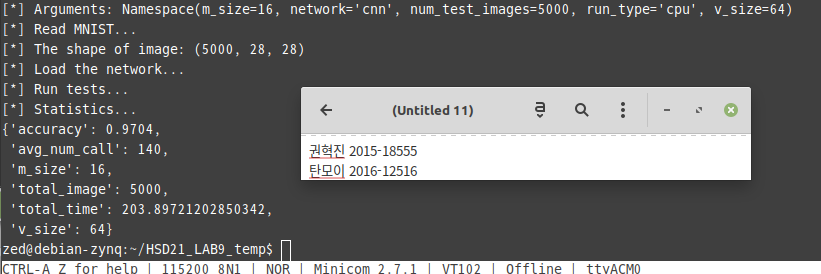 [*] Arguments: Namespace(m_size=16, network='cnn', num_test_images=5000, run_type='cpu', v_size=64)
[*] Read MNIST...
[*] The shape of image: (5000, 28, 28)
[*] Load the network...
[*] Run tests...
[*] Statistics...
{'accuracy': 0.9704,
 'avg_num_call': 140,
 'm_size': 16,
 'total_image': 5000,
 'total_time': 203.89721202850342,
 'v_size': 64}
zed@debian-zynq:~/HSD21_LAB9_temp$
(Untitled 11)
권혁진 2015-18555
탄모이 2016-12516
CTRL-A Z for help | 115200 8N1 | NOR | Minicom 2.7.1 | VT102 | Offline | ttyACM0